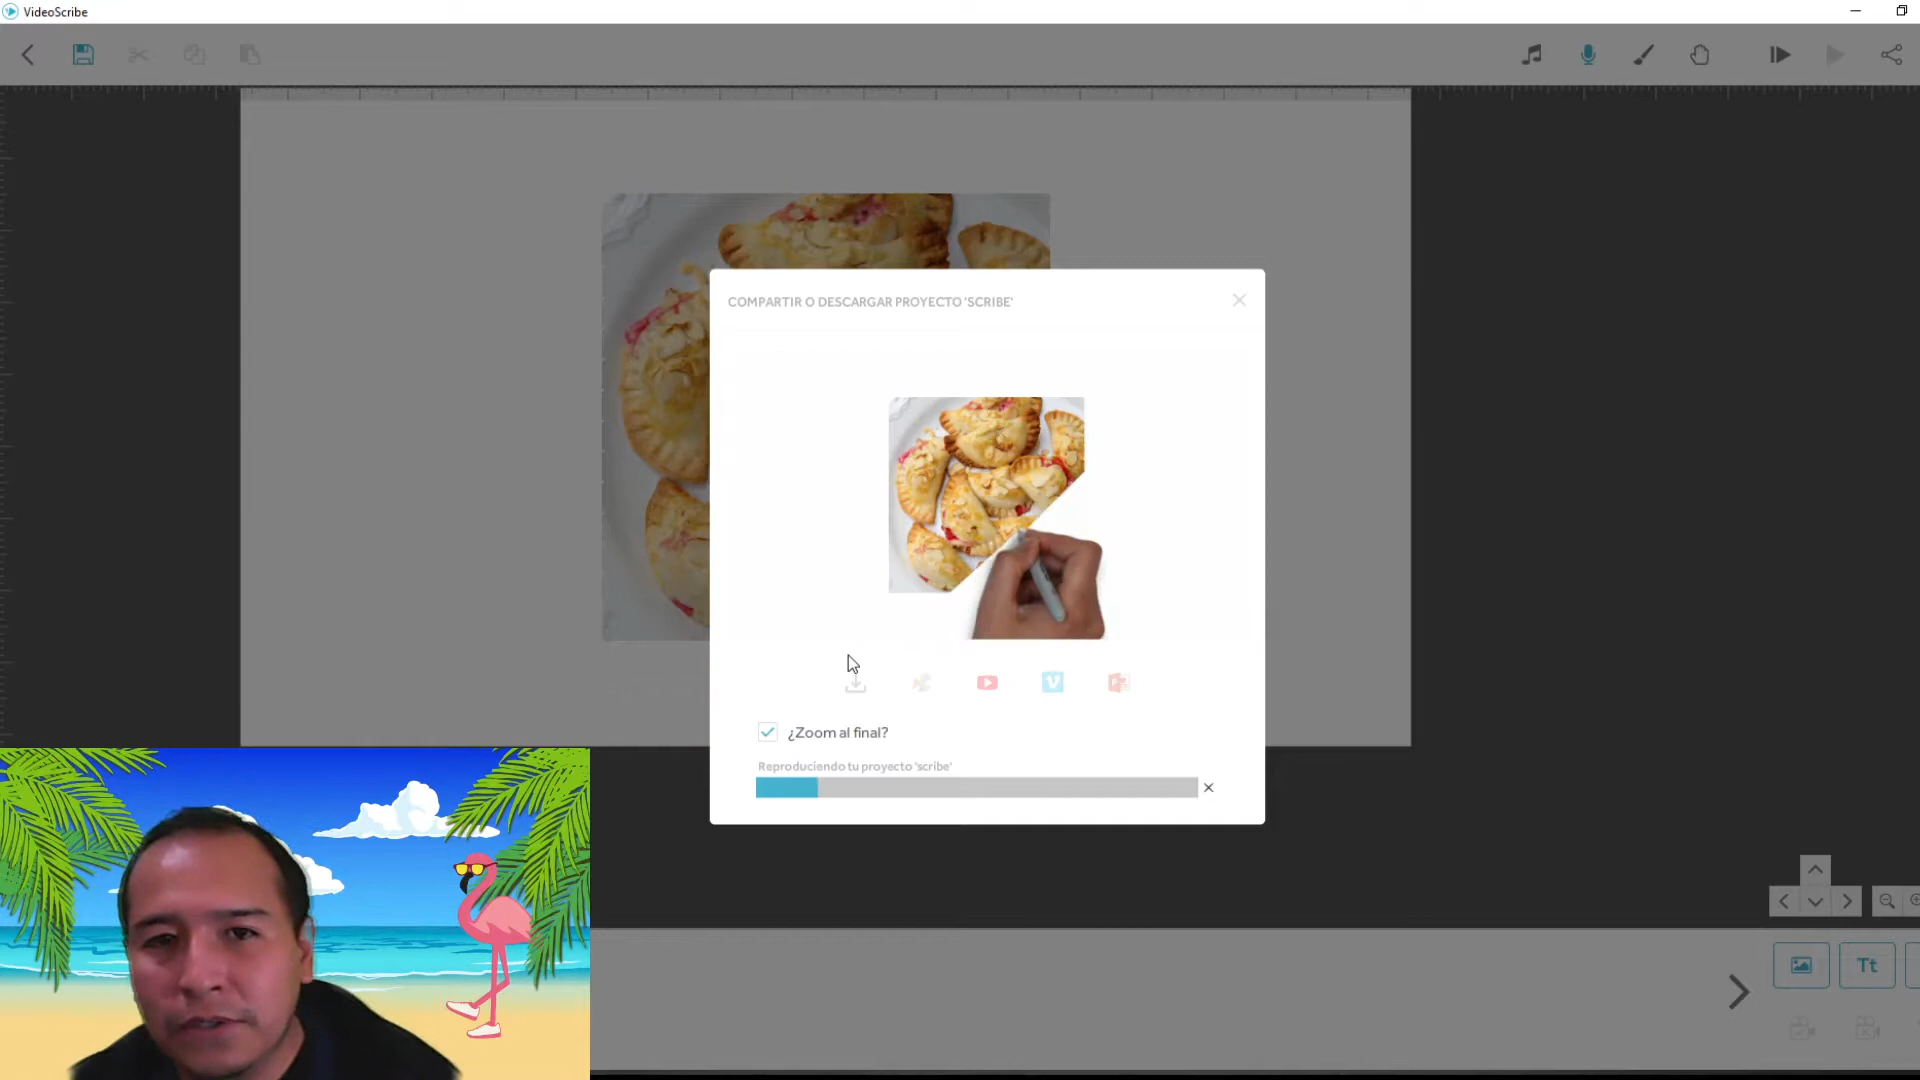 VideoScribe
COMPARTIR O DESCARGAR PROYECTO 'SCRIBE'
¿Zoom al final?
Reproduciendo tu proyecto 'scribe'
Tt